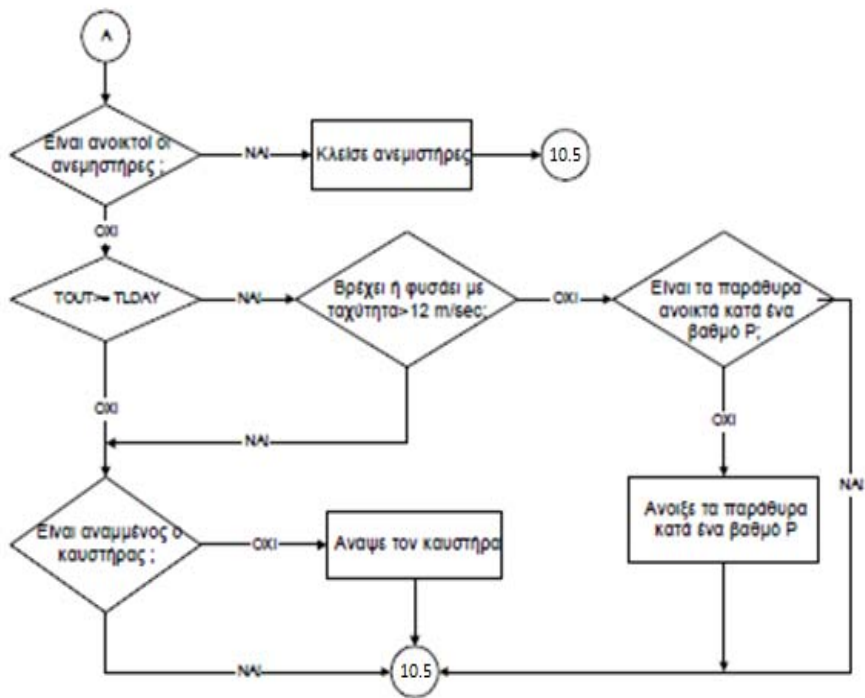 A
Είναι ανοικτοί οι
ανεμηστήρες ;
ΝΑΙ
Κλείσε ανεμιστήρες
10.5
ΟΧΙ
TOUT>= TLDAY
ΝΑΙ
Βρέχει ή φυσάει με
ταχύτητα>12 m/sec;
ΟΧΙ
Είναι τα παράθυρα
ανοικτά κατά ένα
βαθμό P;
ΟΧΙ
ΝΑΙ
ΟΧΙ
ΝΑΙ
Είναι αναμμένος ο
καυστήρας ;
ΟΧΙ
Αναψε τον καυστήρα
Ανοιξε τα παράθυρα
κατά ένα βαθμό P
ΝΑΙ
10.5